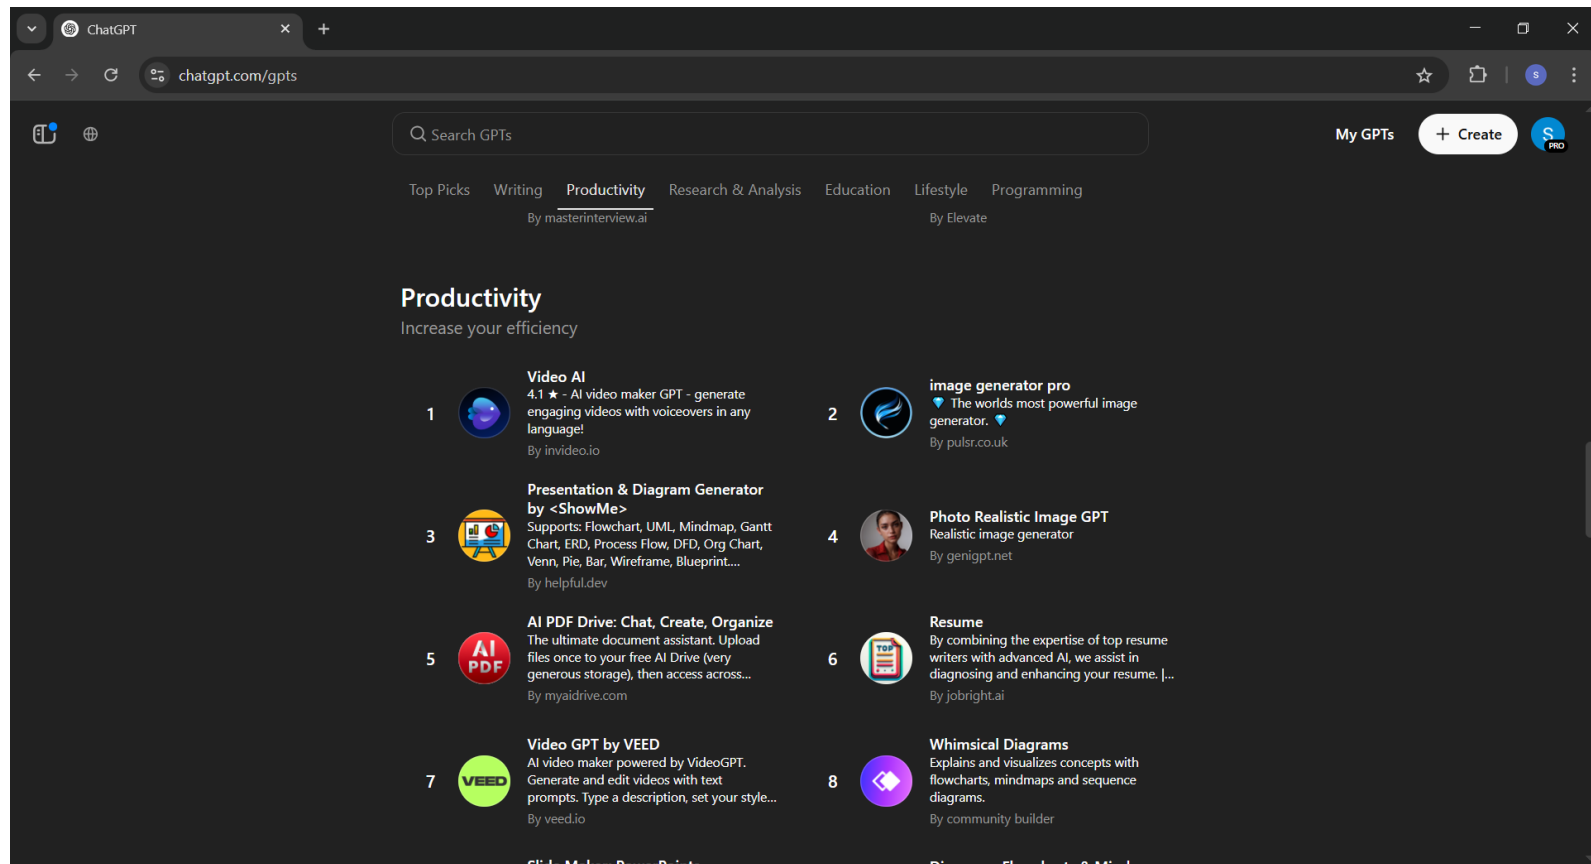 ChatGPT
chatgpt.com/gpts
S
Search GPTs
My GPTs
+ Create
S
PRO
Top Picks Writing Productivity Research & Analysis Education Lifestyle Programming
By masterinterview.ai
By Elevate
Productivity
Increase your efficiency
1
Video AI
4.1 ★ - AI video maker GPT - generate
engaging videos with voiceovers in any
language!
By invideo.io
2
image generator pro
💎 The worlds most powerful image
generator. 💎
By pulsr.co.uk
3
Presentation & Diagram Generator
by <ShowMe>
Supports: Flowchart, UML, Mindmap, Gantt
Chart, ERD, Process Flow, DFD, Org Chart,
Venn, Pie, Bar, Wireframe, Blueprint....
By helpful.dev
4
Photo Realistic Image GPT
Realistic image generator
By genigpt.net
5
AI
PDF
AI PDF Drive: Chat, Create, Organize
The ultimate document assistant. Upload
files once to your free AI Drive (very
generous storage), then access across...
By myaidrive.com
6
TOP
Resume
By combining the expertise of top resume
writers with advanced AI, we assist in
diagnosing and enhancing your resume. |...
By jobright.ai
7
VEED
Video GPT by VEED
AI video maker powered by VideoGPT.
Generate and edit videos with text
prompts. Type a description, set your style...
By veed.io
8
Whimsical Diagrams
Explains and visualizes concepts with
flowcharts, mindmaps and sequence
diagrams.
By community builder